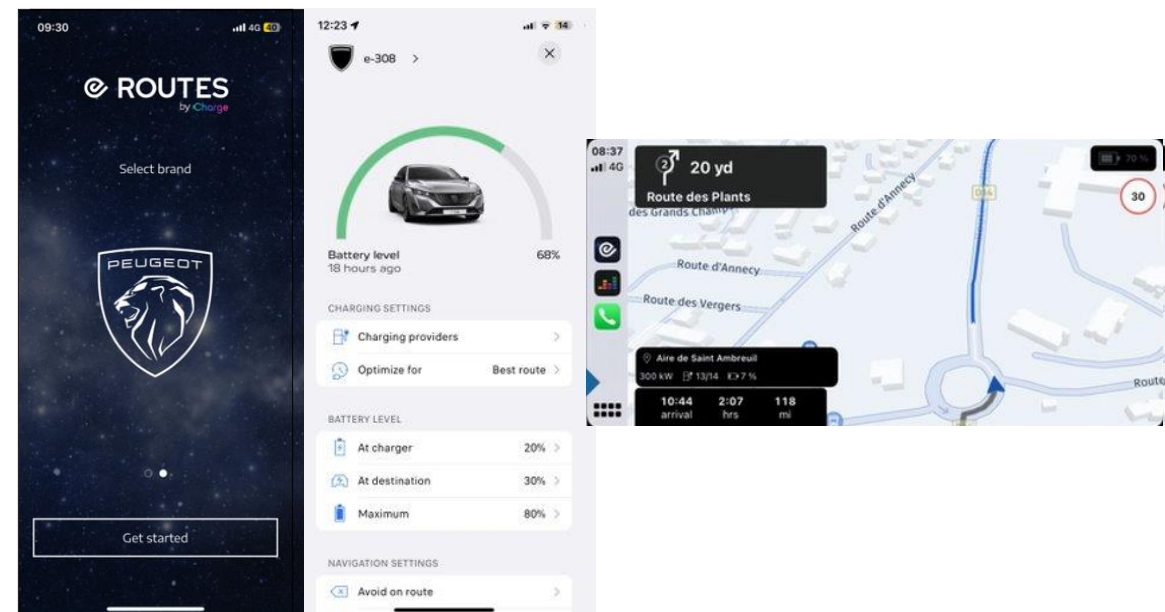 09:30
4G 40
ROUTES
by Charge
Select brand
PEUGEOT
Get started
12:23
14
e-308 >
Battery level
68%
18 hours ago
CHARGING SETTINGS
Charging providers >
Optimize for Best route >
BATTERY LEVEL
At charger 20% >
At destination 30% >
Maximum 80% >
NAVIGATION SETTINGS
Avoid on route >
08:37
4G
2 20 yd
Route des Plants
70 %
30
des Grands Champs
Route d'Annecy
Route d'Annecy
Route des Vergers
Route
Aire de Saint Ambreuil
300 kW 13/14 7 %
10:44 2:07 118
arrival hrs mi